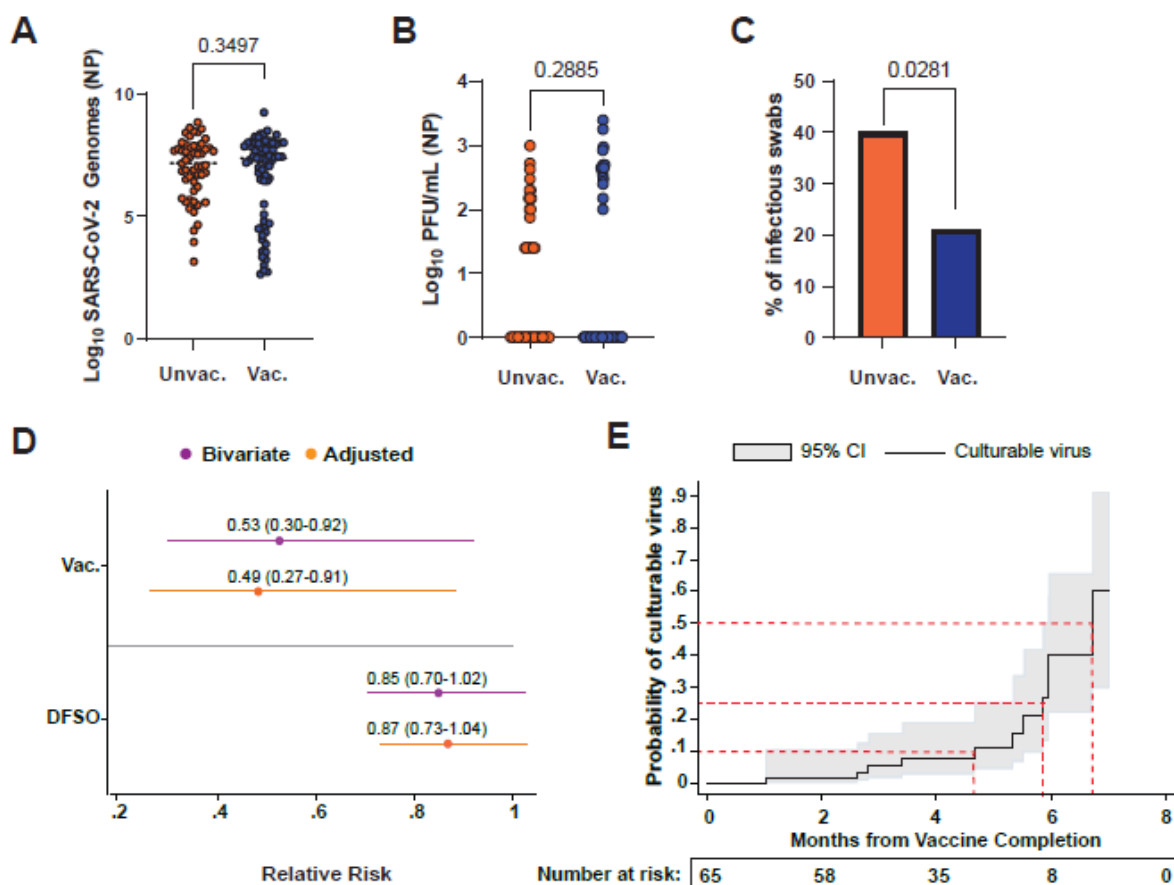 A
0.3497
Log10 SARS-CoV-2 Genomes (NP)
10
5
0
Unvac.
Vac.
B
0.2885
Log10 PFU/mL (NP)
4
3
2
1
0
Unvac.
Vac.
C
0.0281
% of infectious swabs
50
40
30
20
10
0
Unvac.
Vac
D
Bivariate
Adjusted
Vac.
0.53 (0.30-0.92)
0.49 (0.27-0.91)
DFSO
0.85 (0.70-1.02)
0.87 (0.73-1.04)
.2 .4 .6 .8 1
Relative Risk
E
95% CI
Culturable virus
Probability of culturable virus
.9
.8
.7
.6
.5
.4
.3
.2
.1
0
0 2 4 6 8
Months from Vaccine Completion
Number at risk: 65 58 35 8 0